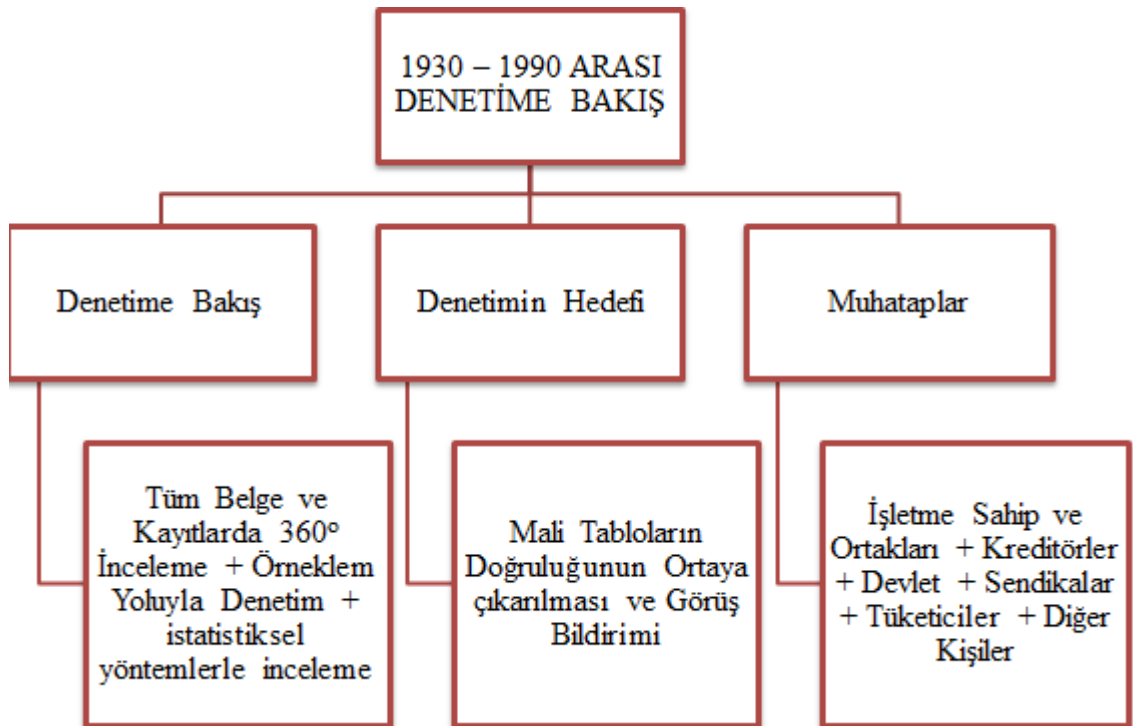 1930 – 1990 ARASI
DENETİME BAKIŞ
Denetime Bakış
Denetimin Hedefi
Muhataplar
Tüm Belge ve
Kayıtlarda 360°
İnceleme + Örneklem
Yoluyla Denetim +
istatistiksel
yöntemlerle inceleme
Mali Tabloların
Doğruluğunun Ortaya
çıkarılması ve Görüş
Bildirimi
İşletme Sahip ve
Ortakları + Kreditörler
+ Devlet + Sendikalar
+ Tüketiciler + Diğer
Kişiler